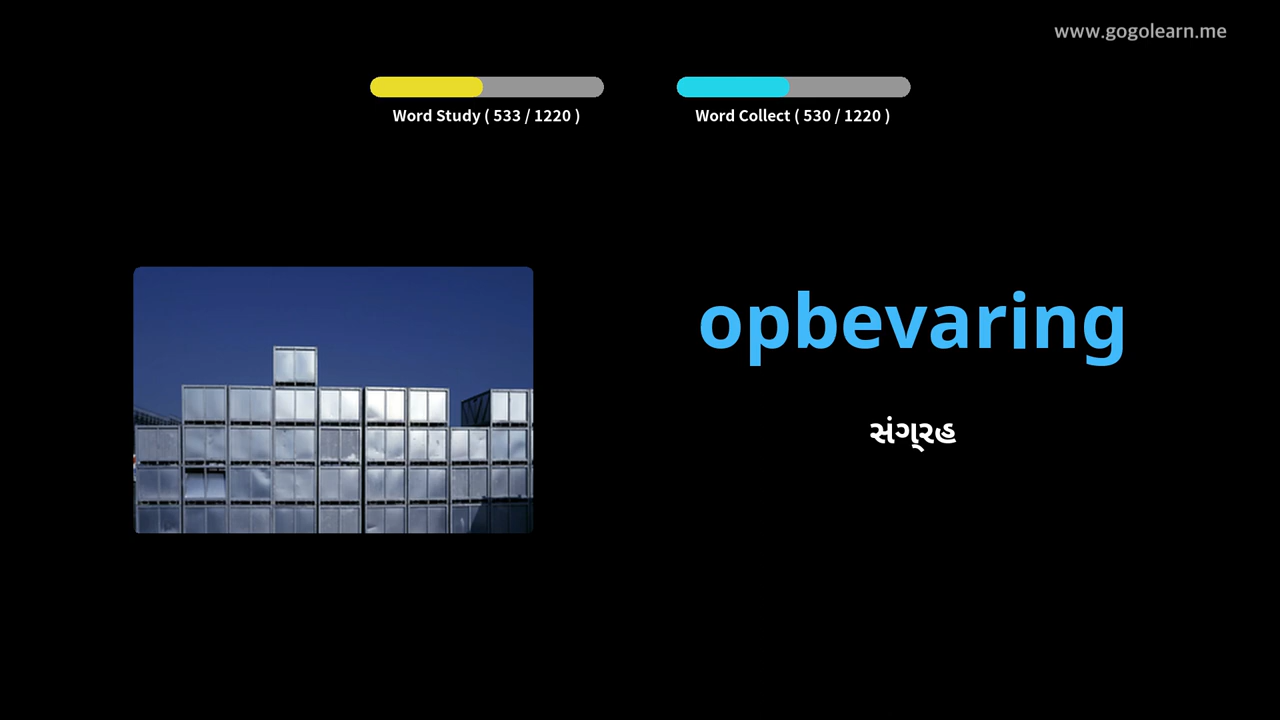 www.gogolearn.me
Word Study ( 533 / 1220 )
Word Collect ( 530 / 1220 )
opbevaring
સંગ્રહ